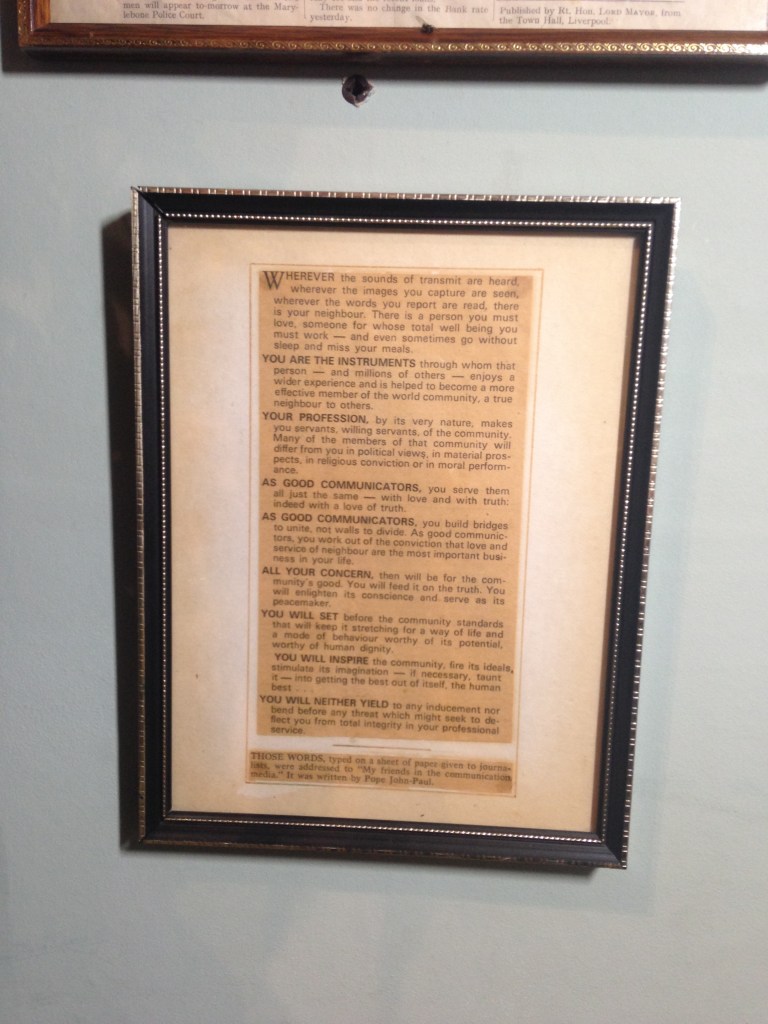 men will appear to-morrow at the Mary-
lebone Police Court.
There was no change in the Bank rate
yesterday.
Published by Rt. Hon. LORD MAYOR, from
the Town Hall, Liverpool.
WHEREVER the sounds of transmit are heard,
wherever the images you capture are seen,
wherever the words you report are read, there
is your neighbour. There is a person you must
love, someone for whose total well being you
must work — and even sometimes go without
sleep and miss your meals.
YOU ARE THE INSTRUMENTS through whom that
person — and millions of others — enjoys a
wider experience and is helped to become a more
effective member of the world community, a true
neighbour to others.
YOUR PROFESSION, by its very nature, makes
you servants, willing servants, of the community.
Many of the members of that community will
differ from you in political views, in material pros-
pects, in religious conviction or in moral perform-
ance.
AS GOOD COMMUNICATORS, you serve them
all just the same — with love and with truth:
indeed with a love of truth.
AS GOOD COMMUNICATORS, you build bridges
to unite, not walls to divide. As good communic-
tors, you work out of the conviction that love and
service of neighbour are the most important busi-
ness in your life.
ALL YOUR CONCERN, then will be for the com-
munity's good. You will feed it on the truth. You
will enlighten its conscience and serve as its
peacemaker.
YOU WILL SET before the community standards
that will keep it stretching for a way of life and
a mode of behaviour worthy of its potential,
worthy of human dignity.
YOU WILL INSPIRE the community, fire its ideals,
stimulate its imagination — if necessary, taunt
it — into getting the best out of itself, the human
best . . . .
YOU WILL NEITHER YIELD to any inducement nor
bend before any threat which might seek to de-
flect you from total integrity in your professional
service.
THOSE WORDS, typed on a sheet of paper given to journa-
lists, were addressed to "My friends in the communication
media." It was written by Pope John-Paul.